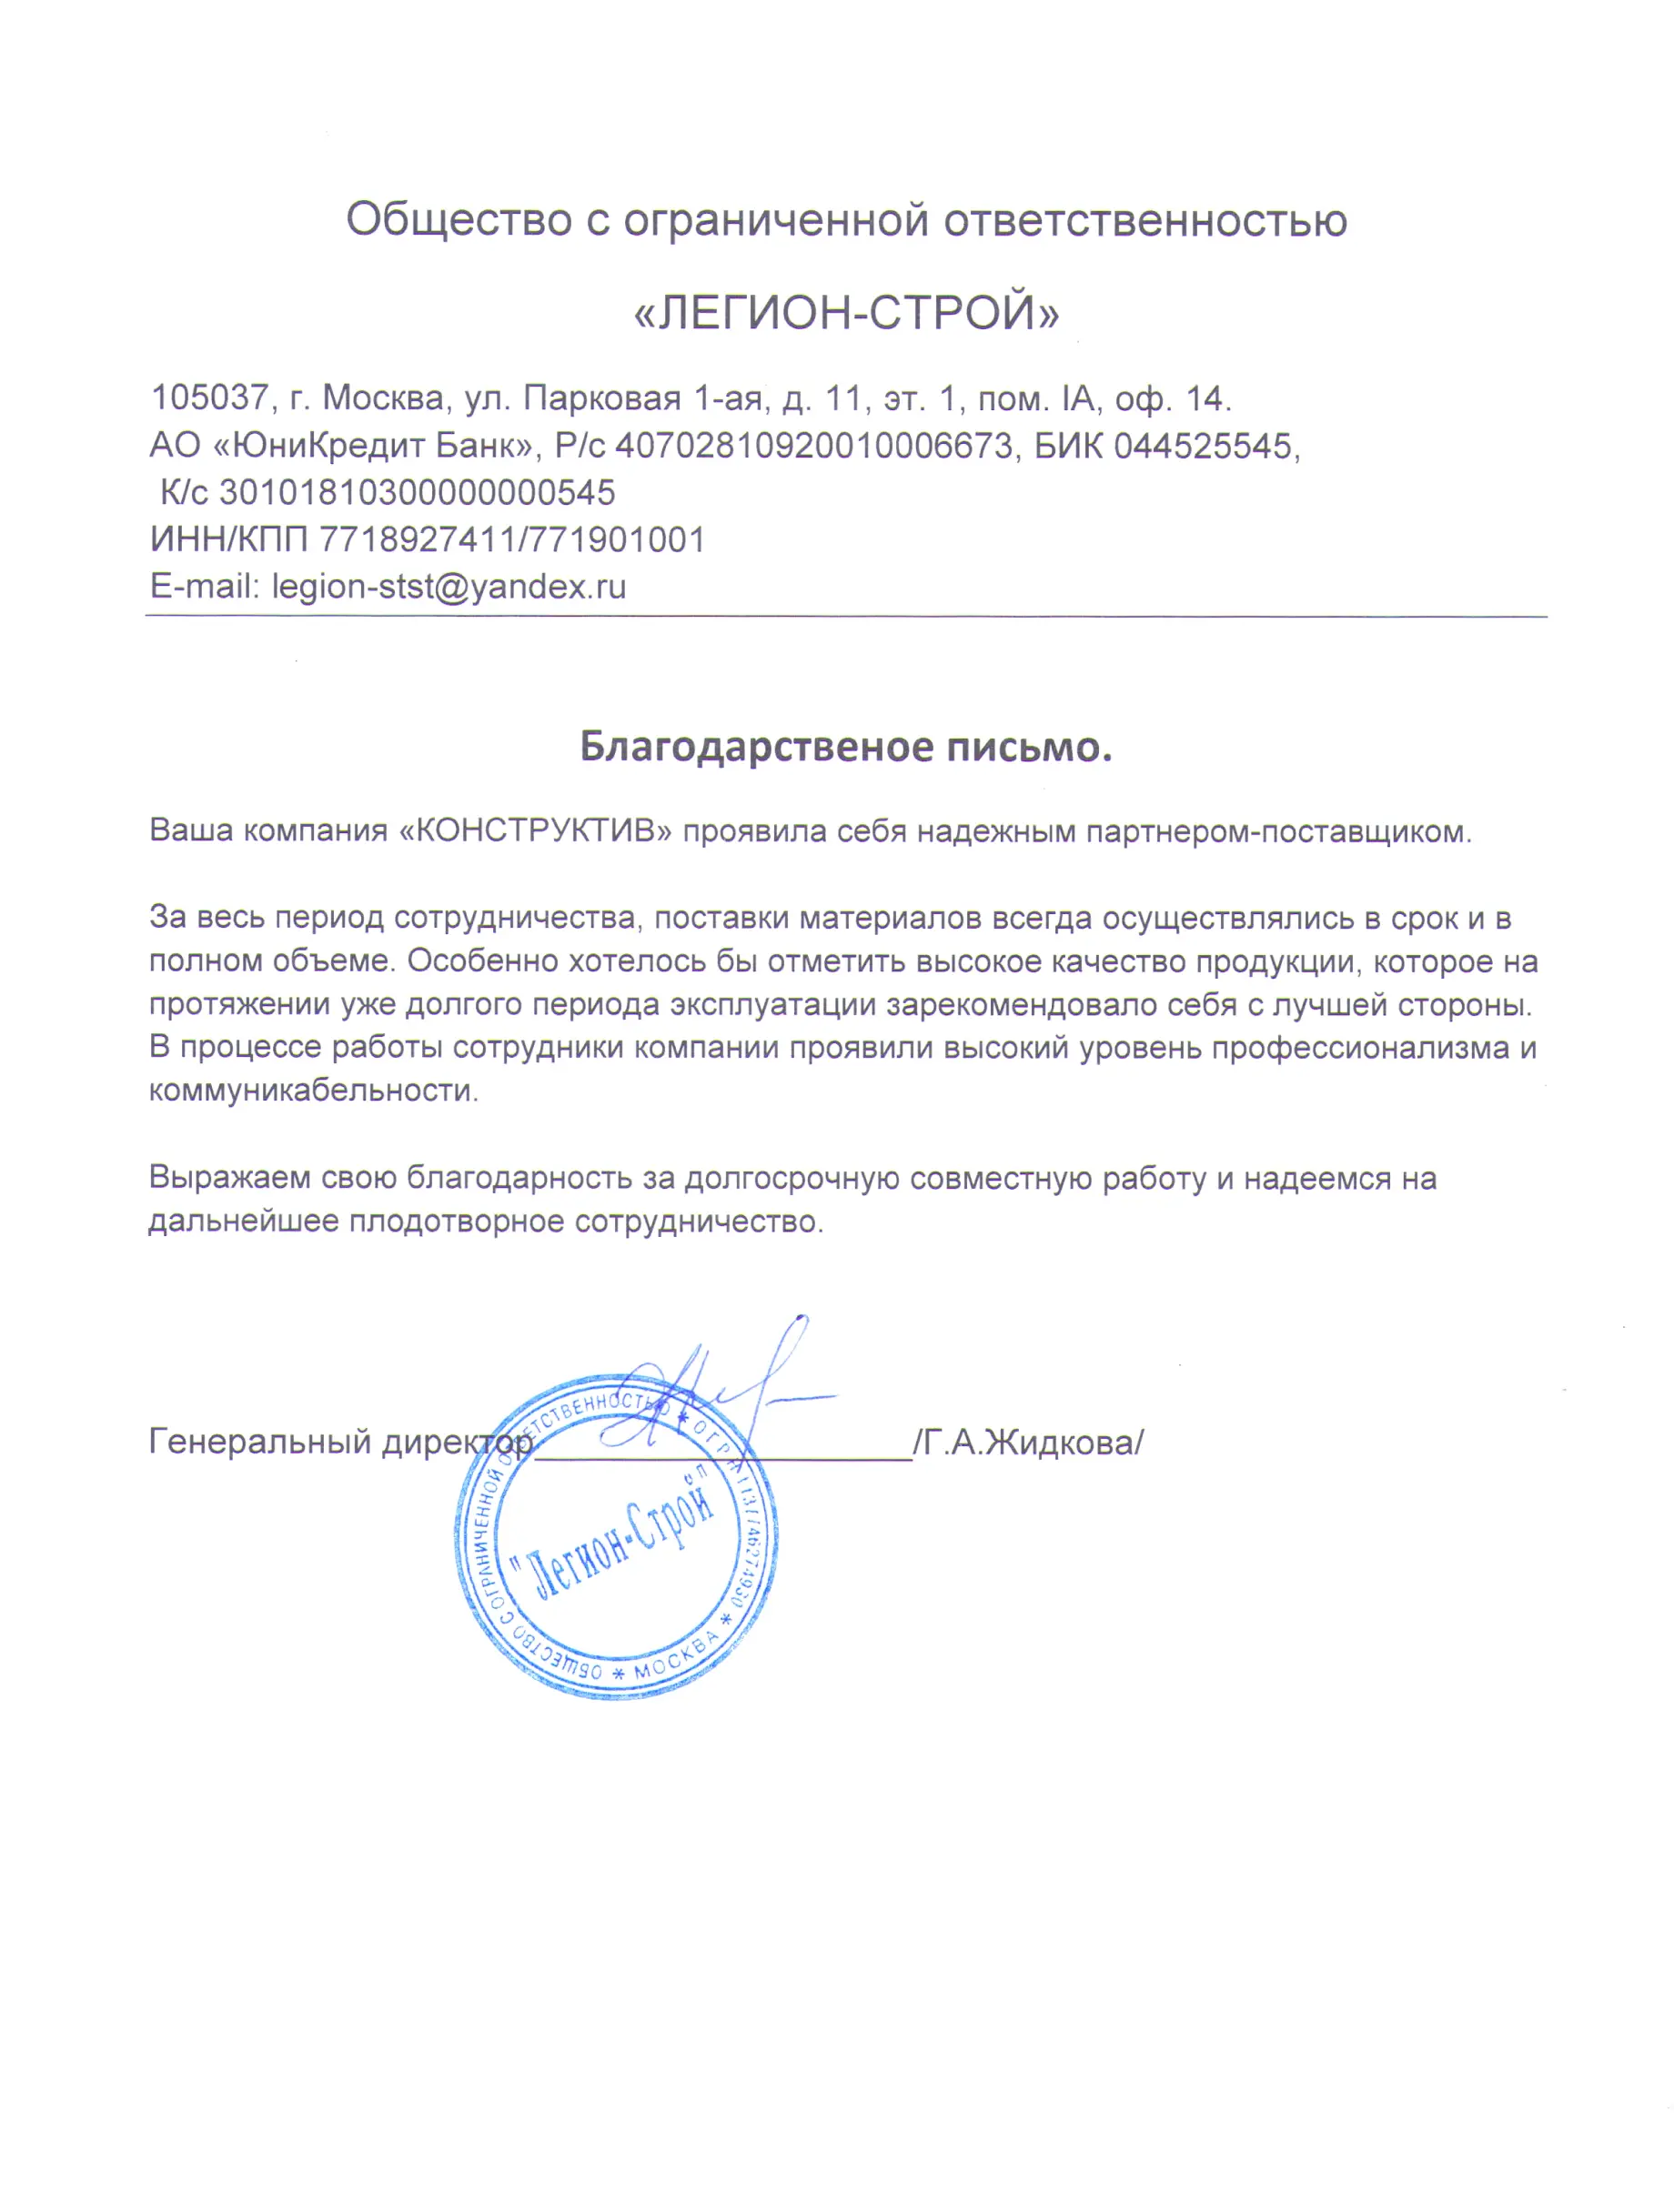 Общество с ограниченной ответственностью
«ЛЕГИОН-СТРОЙ»
105037, г. Москва, ул. Парковая 1-ая, д. 11, эт. 1, пом. IА, оф. 14.
АО «ЮниКредит Банк», Р/с 40702810920010006673, БИК 044525545,
К/с 30101810300000000545
ИНН/КПП 7718927411/771901001
E-mail: legion-stst@yandex.ru
Благодарственое письмо.
Ваша компания «КОНСТРУКТИВ» проявила себя надежным партнером-поставщиком.
За весь период сотрудничества, поставки материалов всегда осуществлялись в срок и в
полном объеме. Особенно хотелось бы отметить высокое качество продукции, которое на
протяжении уже долгого периода эксплуатации зарекомендовало себя с лучшей стороны.
В процессе работы сотрудники компании проявили высокий уровень профессионализма и
коммуникабельности.
Выражаем свою благодарность за долгосрочную совместную работу и надеемся на
дальнейшее плодотворное сотрудничество.
Генеральный директор____________________/Г.А.Жидкова/
ОБЩЕСТВО С ОГРАНИЧЕННОЙ ОТВЕТСТВЕННОСТЬЮ * ОГРН 1137746274930 * МОСКВА *
"Легион-Строй"